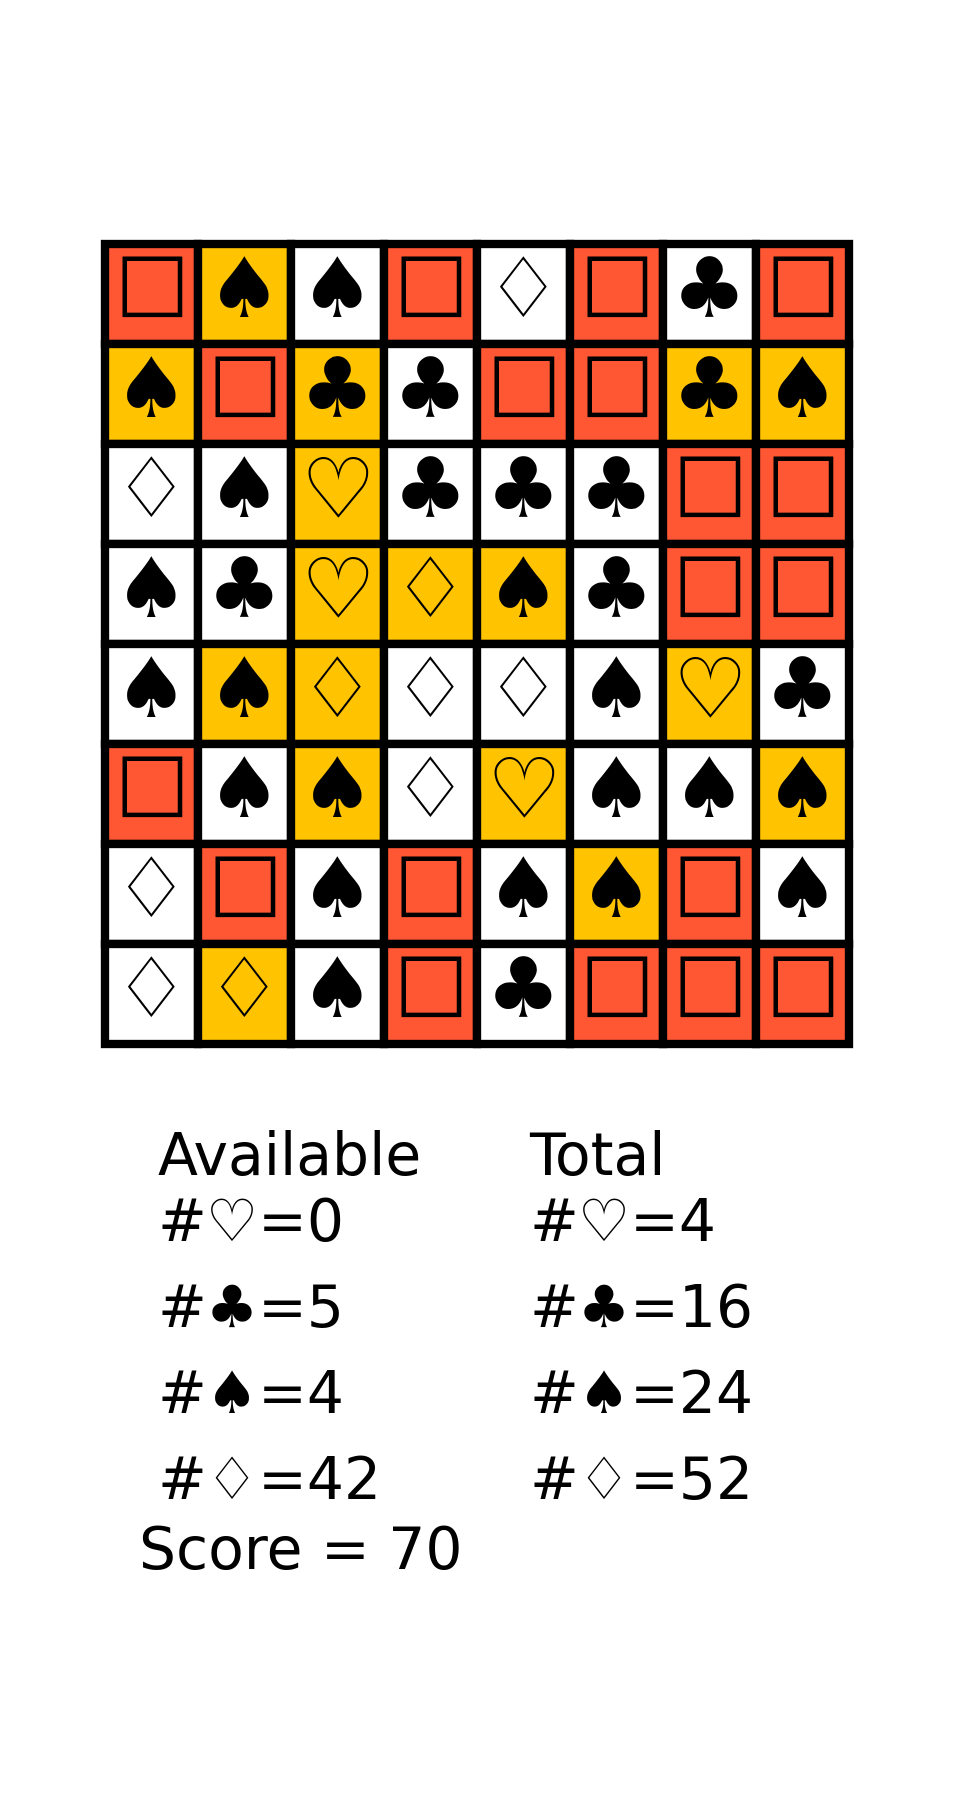 □ ♠ ♠ □ ♢ □ ♣ □
♠ □ ♣ ♣ □ □ ♣ ♠
♢ ♠ ♡ ♣ ♣ ♣ □ □
♠ ♣ ♡ ♢ ♠ ♣ □ □
♠ ♠ ♢ ♢ ♢ ♠ ♡ ♣
□ ♠ ♠ ♢ ♡ ♠ ♠ ♠
♢ □ ♠ □ ♠ ♠ □ ♠
♢ ♢ ♠ □ ♣ □ □ □
Available Total
#♡=0 #♡=4
#♣=5 #♣=16
#♠=4 #♠=24
#♢=42 #♢=52
Score = 70